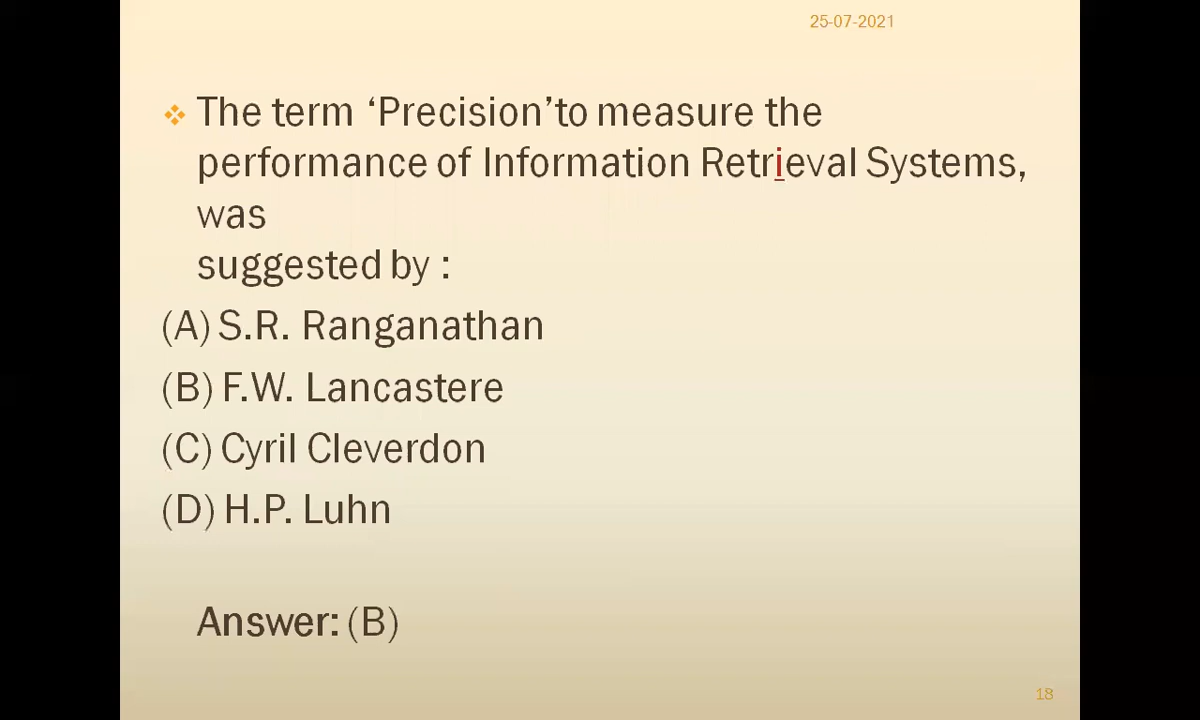 25-07-2021
❖ The term ‘Precision’to measure the
performance of Information Retrieval Systems,
was
suggested by :
(A) S.R. Ranganathan
(B) F.W. Lancastere
(C) Cyril Cleverdon
(D) H.P. Luhn
Answer: (B)
18